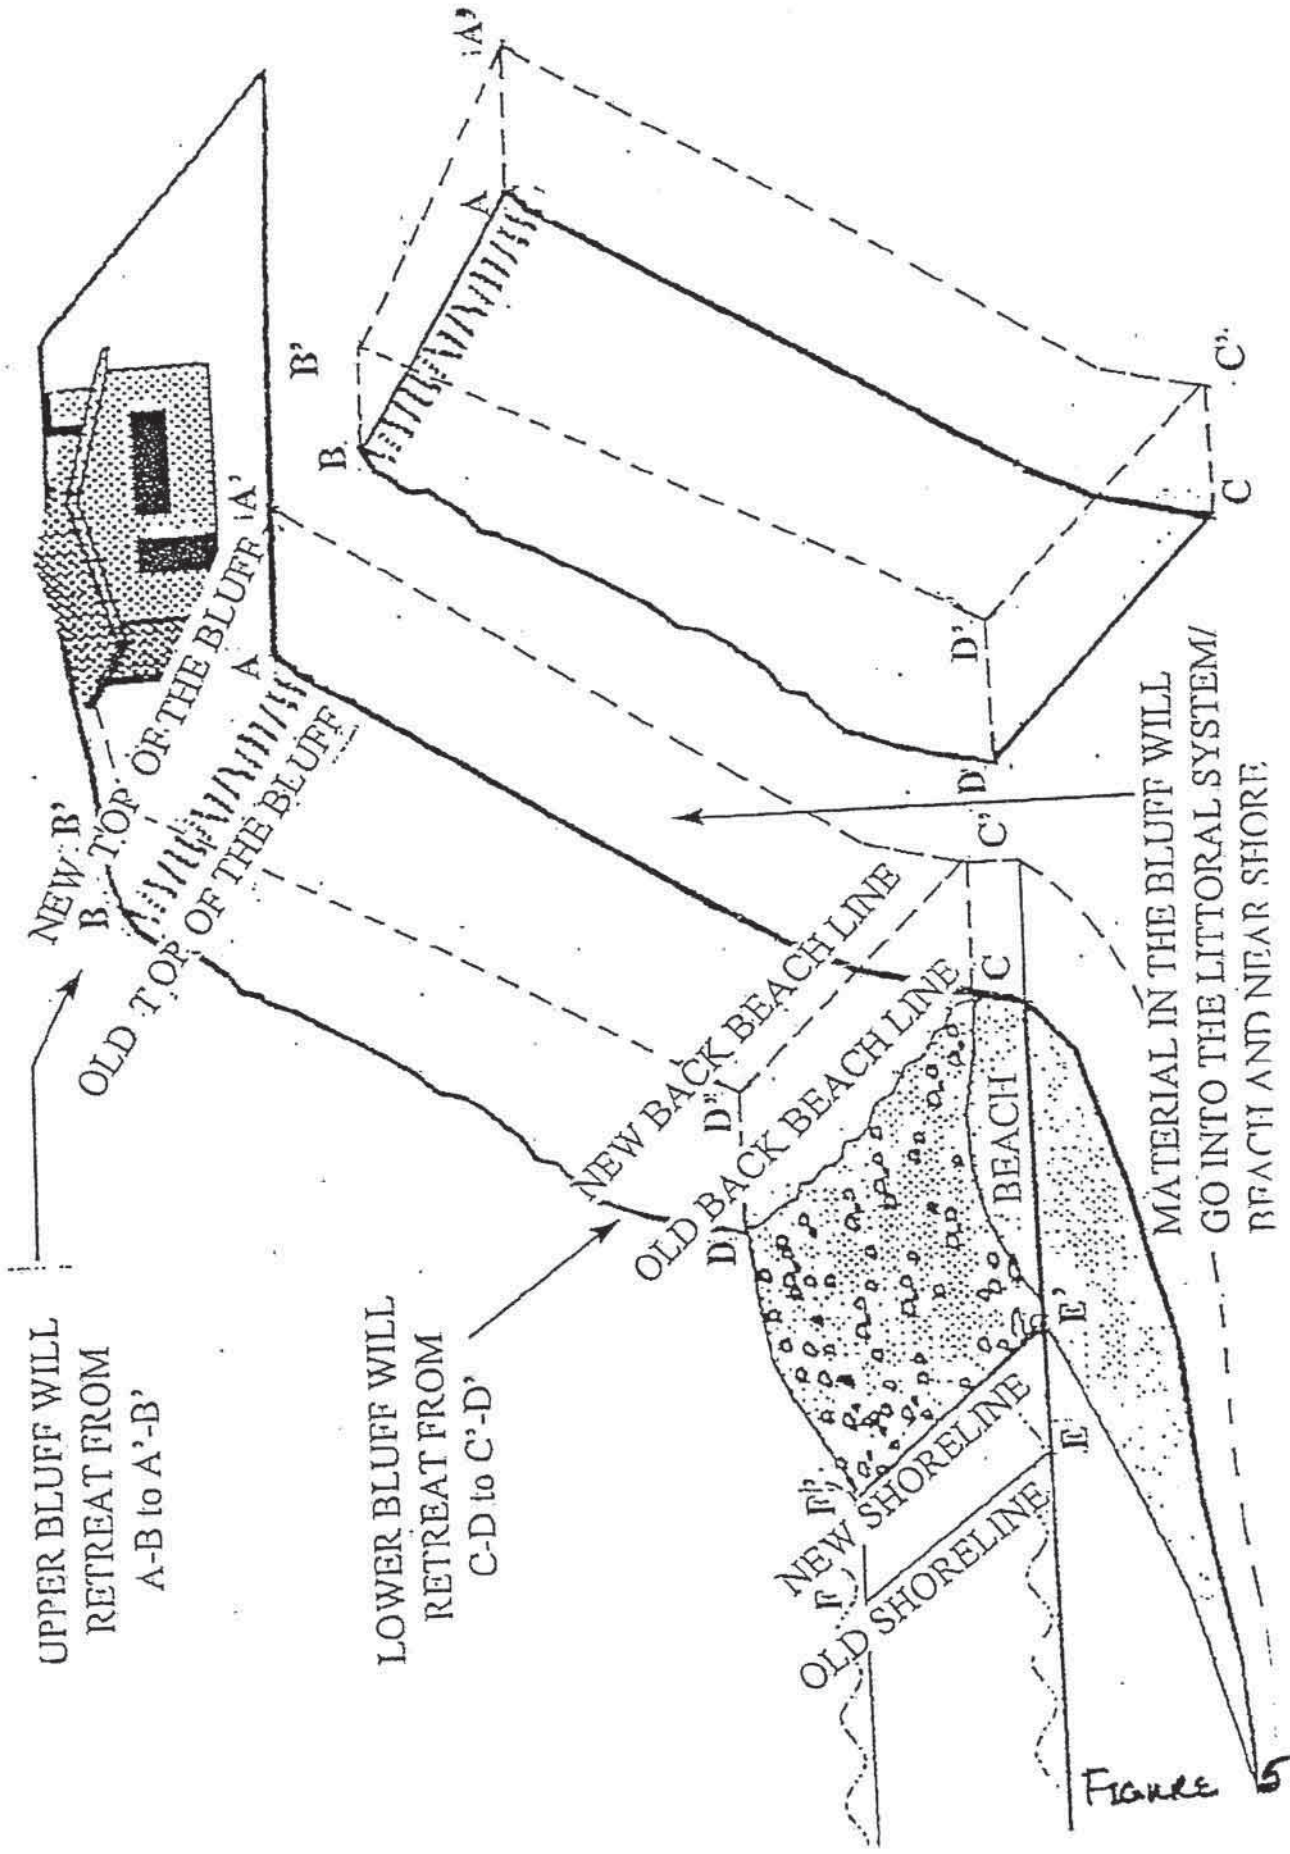 UPPER BLUFF WILL
RETREAT FROM
A-B to A'-B'
LOWER BLUFF WILL
RETREAT FROM
C-D to C'-D'
NEW TOP OF THE BLUFF
OLD TOP OF THE BLUFF
B
B'
A
A'
NEW BACK BEACH LINE
OLD BACK BEACH LINE
D
D'
C
C'
BEACH
NEW SHORELINE
OLD SHORELINE
F
F'
E
E'
B
B'
A
A'
D
D'
C
C'
MATERIAL IN THE BLUFF WILL
GO INTO THE LITTORAL SYSTEM/
BEACH AND NEAR SHORE
FIGURE 5